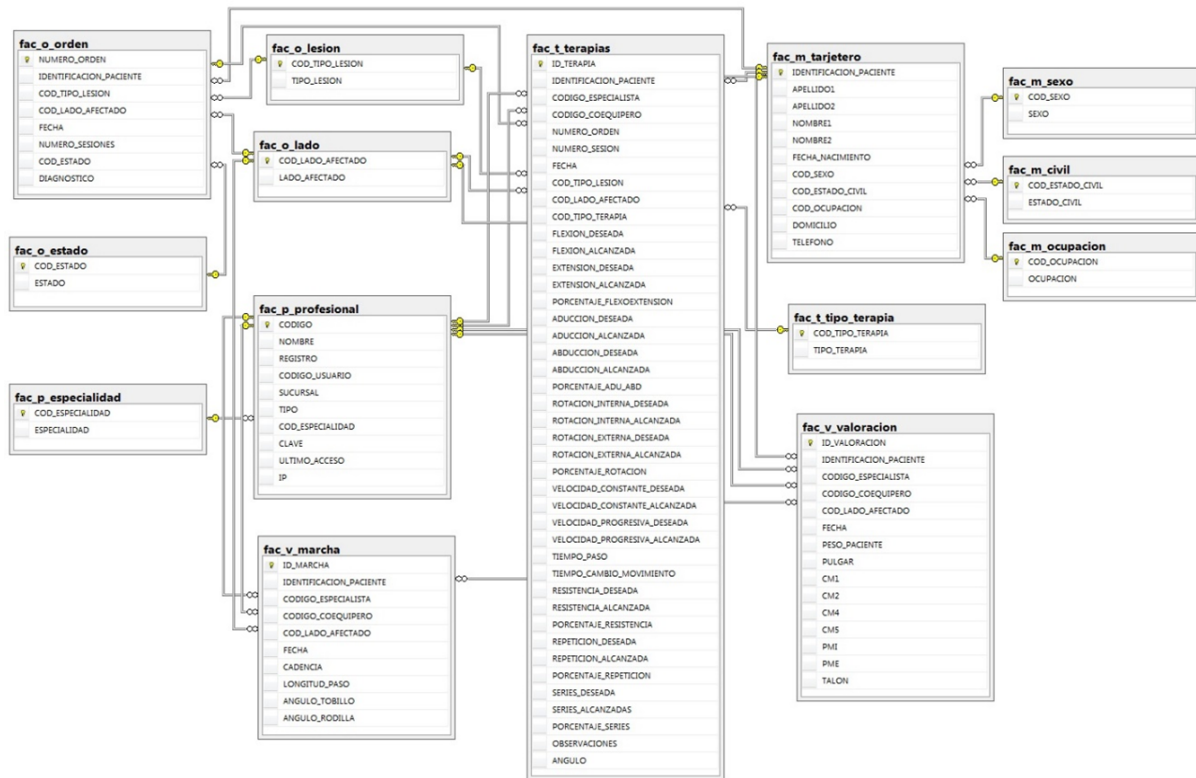 fac_o_orden
NUMERO_ORDEN
IDENTIFICACION_PACIENTE
COD_TIPO_LESION
COD_LADO_AFECTADO
FECHA
NUMERO_SESIONES
COD_ESTADO
DIAGNOSTICO
fac_o_lesion
COD_TIPO_LESION
TIPO_LESION
fac_o_lado
COD_LADO_AFECTADO
LADO_AFECTADO
fac_o_estado
COD_ESTADO
ESTADO
fac_p_profesional
CODIGO
NOMBRE
REGISTRO
CODIGO_USUARIO
SUCURSAL
TIPO
COD_ESPECIALIDAD
CLAVE
ULTIMO_ACCESO
IP
fac_p_especialidad
COD_ESPECIALIDAD
ESPECIALIDAD
fac_v_marcha
ID_MARCHA
IDENTIFICACION_PACIENTE
CODIGO_ESPECIALISTA
CODIGO_COEQUIPERO
COD_LADO_AFECTADO
FECHA
CADENCIA
LONGITUD_PASO
ANGULO_TOBILLO
ANGULO_RODILLA
fac_t_terapias
ID_TERAPIA
IDENTIFICACION_PACIENTE
CODIGO_ESPECIALISTA
CODIGO_COEQUIPERO
NUMERO_ORDEN
NUMERO_SESION
FECHA
COD_TIPO_LESION
COD_LADO_AFECTADO
COD_TIPO_TERAPIA
FLEXION_DESEADA
FLEXION_ALCANZADA
EXTENSION_DESEADA
EXTENSION_ALCANZADA
PORCENTAJE_FLEXOEXTENSION
ADUCCION_DESEADA
ADUCCION_ALCANZADA
ABDUCCION_DESEADA
ABDUCCION_ALCANZADA
PORCENTAJE_ADU_ABD
ROTACION_INTERNA_DESEADA
ROTACION_INTERNA_ALCANZADA
ROTACION_EXTERNA_DESEADA
ROTACION_EXTERNA_ALCANZADA
PORCENTAJE_ROTACION
VELOCIDAD_CONSTANTE_DESEADA
VELOCIDAD_CONSTANTE_ALCANZADA
VELOCIDAD_PROGRESIVA_DESEADA
VELOCIDAD_PROGRESIVA_ALCANZADA
TIEMPO_PASO
TIEMPO_CAMBIO_MOVIMIENTO
RESISTENCIA_DESEADA
RESISTENCIA_ALCANZADA
PORCENTAJE_RESISTENCIA
REPETICION_DESEADA
REPETICION_ALCANZADA
PORCENTAJE_REPETICION
SERIES_DESEADA
SERIES_ALCANZADAS
PORCENTAJE_SERIES
OBSERVACIONES
ANGULO
fac_m_tarjetero
IDENTIFICACION_PACIENTE
APELLIDO1
APELLIDO2
NOMBRE1
NOMBRE2
FECHA_NACIMIENTO
COD_SEXO
COD_ESTADO_CIVIL
COD_OCUPACION
DOMICILIO
TELEFONO
fac_m_sexo
COD_SEXO
SEXO
fac_m_civil
COD_ESTADO_CIVIL
ESTADO_CIVIL
fac_m_ocupacion
COD_OCUPACION
OCUPACION
fac_t_tipo_terapia
COD_TIPO_TERAPIA
TIPO_TERAPIA
fac_v_valoracion
ID_VALORACION
IDENTIFICACION_PACIENTE
CODIGO_ESPECIALISTA
CODIGO_COEQUIPERO
COD_LADO_AFECTADO
FECHA
PESO_PACIENTE
PULGAR
CM1
CM2
CM4
CM5
PMI
PME
TALON